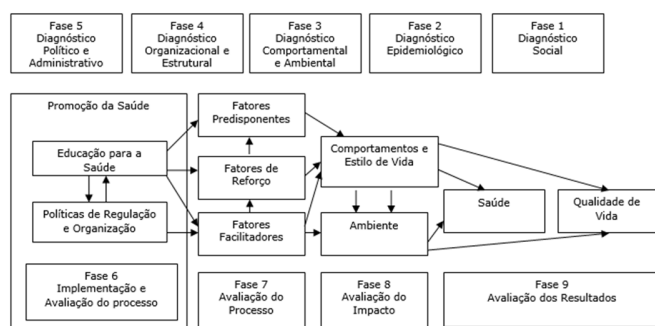 Fase 5
Diagnóstico
Político e
Administrativo
Fase 4
Diagnóstico
Organizacional e
Estrutural
Fase 3
Diagnóstico
Comportamental
e Ambiental
Fase 2
Diagnóstico
Epidemiológico
Fase 1
Diagnóstico
Social
Promoção da Saúde
Educação para a
Saúde
Políticas de Regulação
e Organização
Fatores
Predisponentes
Fatores de
Reforço
Fatores
Facilitadores
Comportamentos e
Estilo de Vida
Ambiente
Saúde
Qualidade de
Vida
Fase 6
Implementação e
Avaliação do processo
Fase 7
Avaliação do
Processo
Fase 8
Avaliação do
Impacto
Fase 9
Avaliação dos Resultados